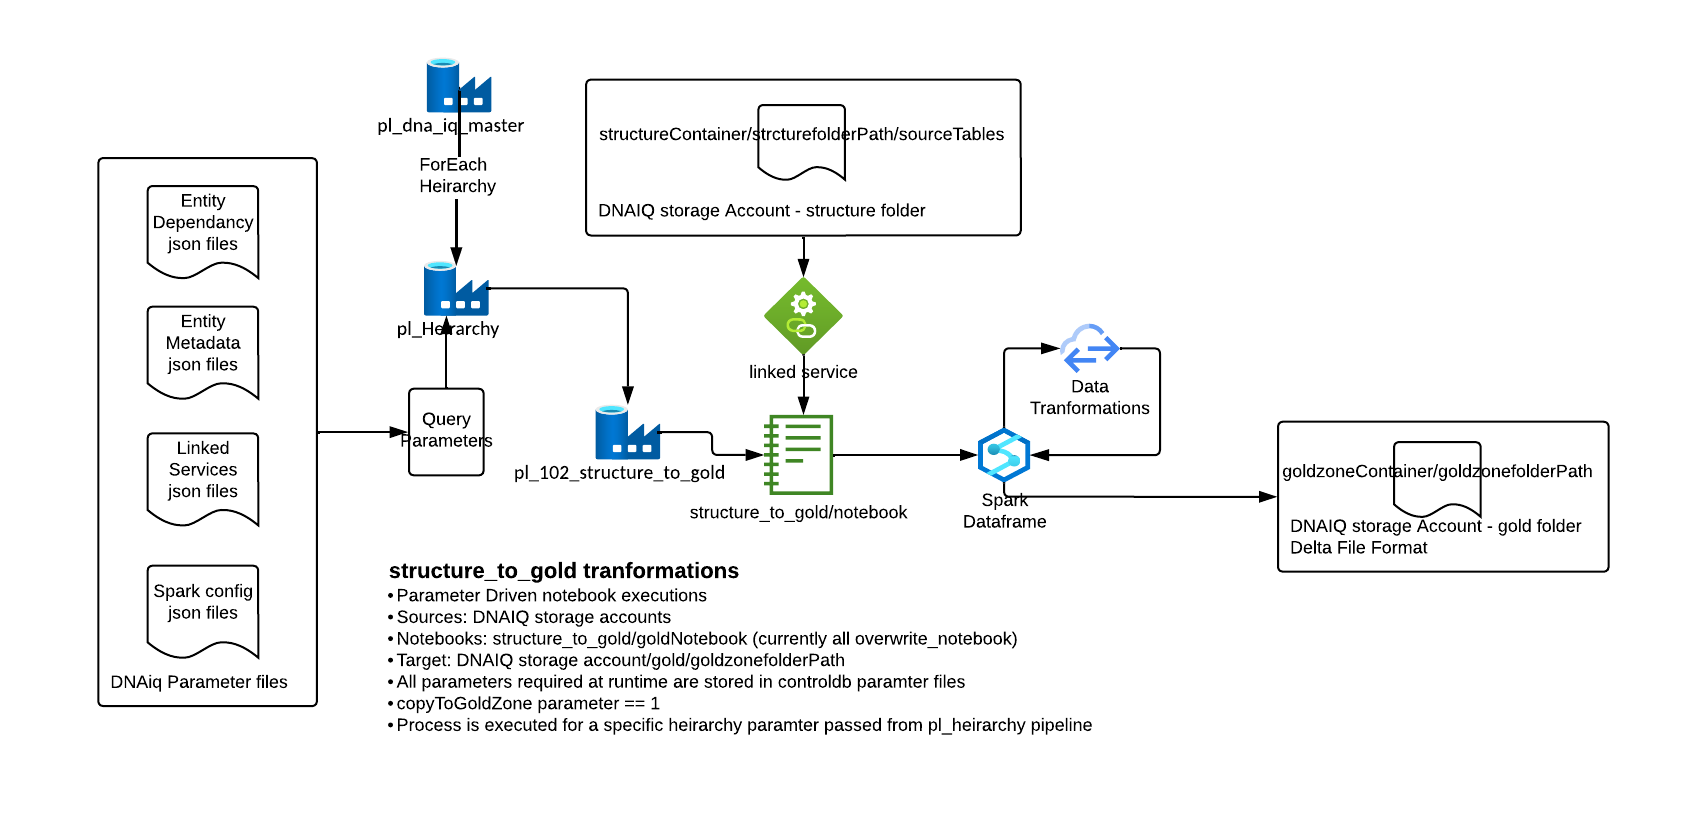 pl_dna_iq_master
ForEach
Heirarchy
structureContainer/strcturefolderPath/sourceTables
DNAIQ storage Account - structure folder
Entity
Dependancy
json files
Entity
Metadata
json files
Linked
Services
json files
Spark config
json files
DNAiq Parameter files
pl_Heirarchy
Query
Parameters
pl_102_structure_to_gold
linked service
structure_to_gold/notebook
Data
Tranformations
Spark
Dataframe
goldzoneContainer/goldzonefolderPath
DNAIQ storage Account - gold folder
Delta File Format
structure_to_gold tranformations
• Parameter Driven notebook executions
• Sources: DNAIQ storage accounts
• Notebooks: structure_to_gold/goldNotebook (currently all overwrite_notebook)
• Target: DNAIQ storage account/gold/goldzonefolderPath
• All parameters required at runtime are stored in controldb paramter files
• copyToGoldZone parameter == 1
• Process is executed for a specific heirarchy paramter passed from pl_heirarchy pipeline